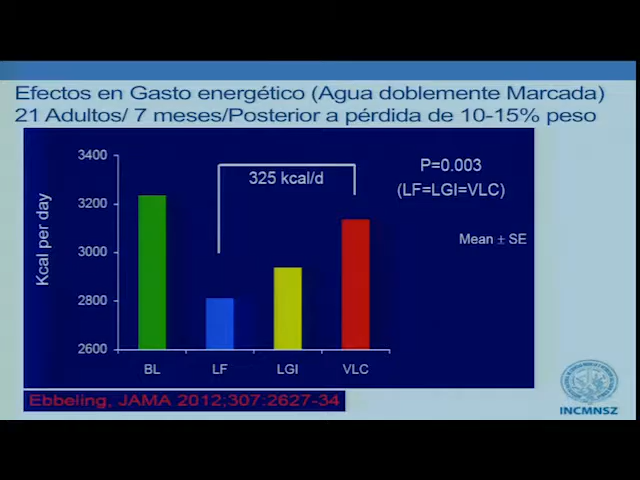 Efectos en Gasto energético (Agua doblemente Marcada)
21 Adultos/ 7 meses/Posterior a pérdida de 10-15% peso
3400
3200
3000
2800
2600
Kcal per day
325 kcal/d
P=0.003
(LF=LGI=VLC)
Mean ± SE
BL
LF
LGI
VLC
Ebbeling, JAMA 2012;307:2627-34
INCMNSZ